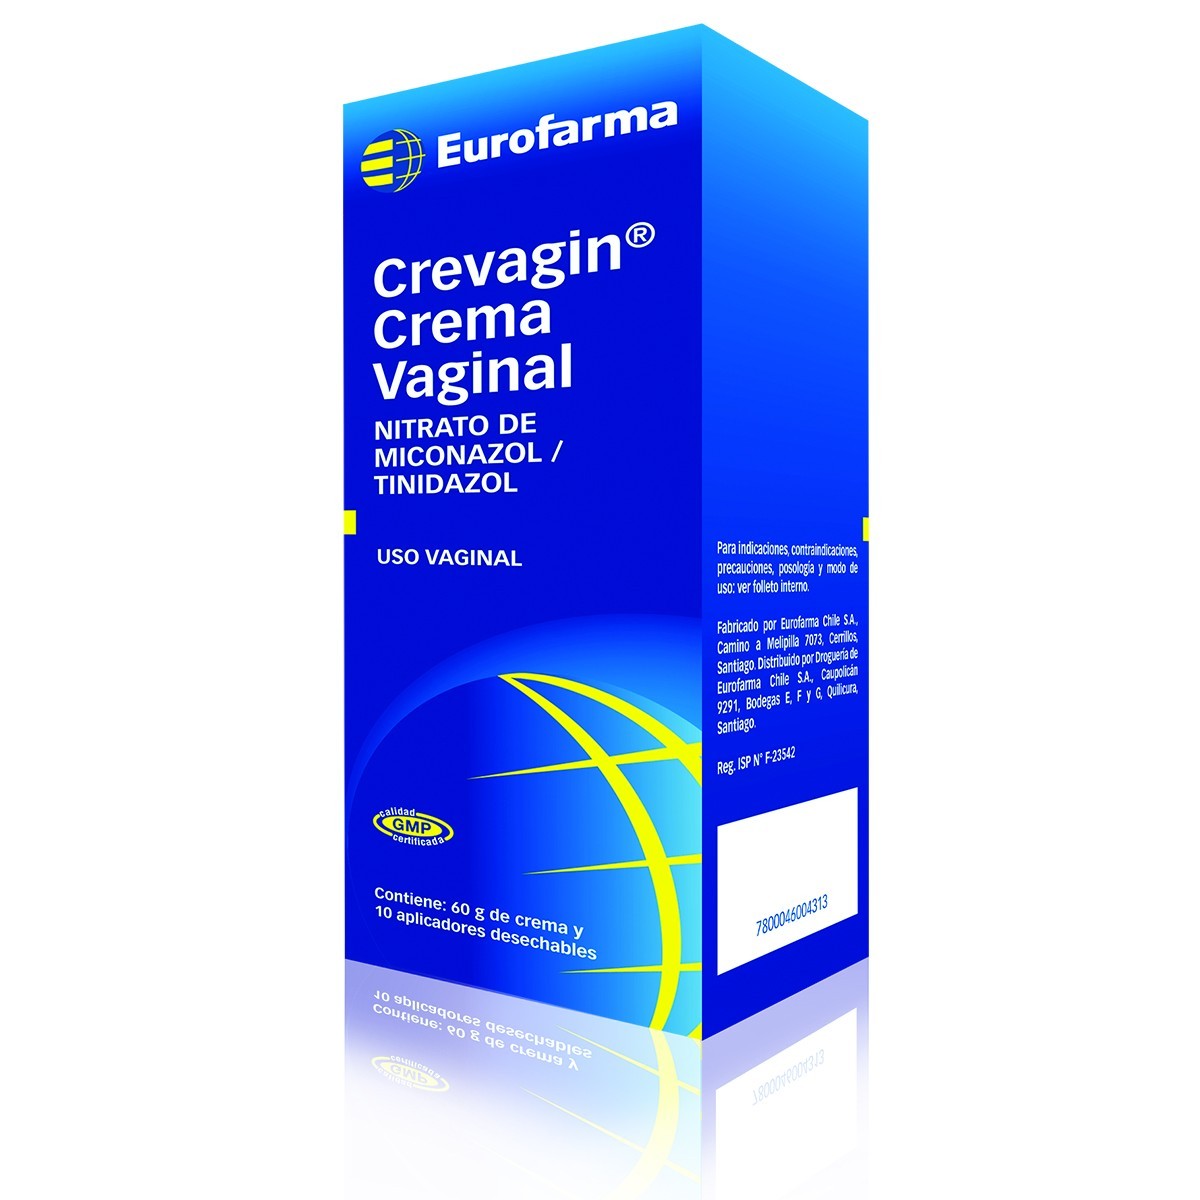 Eurofarma
Crevagin®
Crema
Vaginal
NITRATO DE
MICONAZOL /
TINIDAZOL
USO VAGINAL
calidad
GMP
certificada
Contiene: 60 g de crema y
10 aplicadores desechables
Para indicaciones, contraindicaciones,
precauciones, posología y modo de
uso: ver folleto interno.
Fabricado por Eurofarma Chile S.A.,
Camino a Melipilla 7073, Cerrillos,
Santiago. Distribuido por Droguería de
Eurofarma Chile S.A., Caupolicán
9291, Bodegas E, F y G, Quilicura,
Santiago.
Reg. ISP N° F-23542
7800046004313